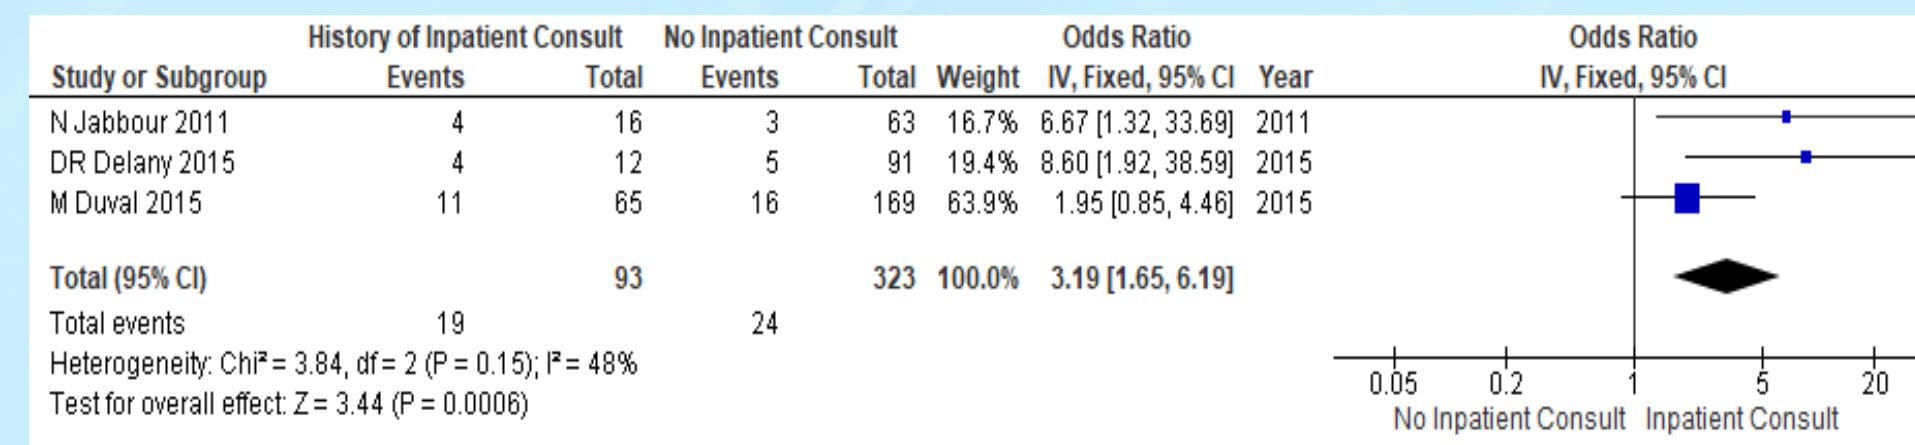 History of Inpatient Consult No Inpatient Consult Odds Ratio Odds Ratio
Study or Subgroup Events Total Events Total Weight IV, Fixed, 95% CI Year IV, Fixed, 95% CI
N Jabbour 2011 4 16 3 63 16.7% 6.67 [1.32, 33.69] 2011
DR Delany 2015 4 12 5 91 19.4% 8.60 [1.92, 38.59] 2015
M Duval 2015 11 65 16 169 63.9% 1.95 [0.85, 4.46] 2015
Total (95% CI) 93 323 100.0% 3.19 [1.65, 6.19]
Total events 19 24
Heterogeneity: Chi² = 3.84, df = 2 (P = 0.15); I² = 48%
Test for overall effect: Z = 3.44 (P = 0.0006)
0.05 0.2 1 5 20
No Inpatient Consult Inpatient Consult